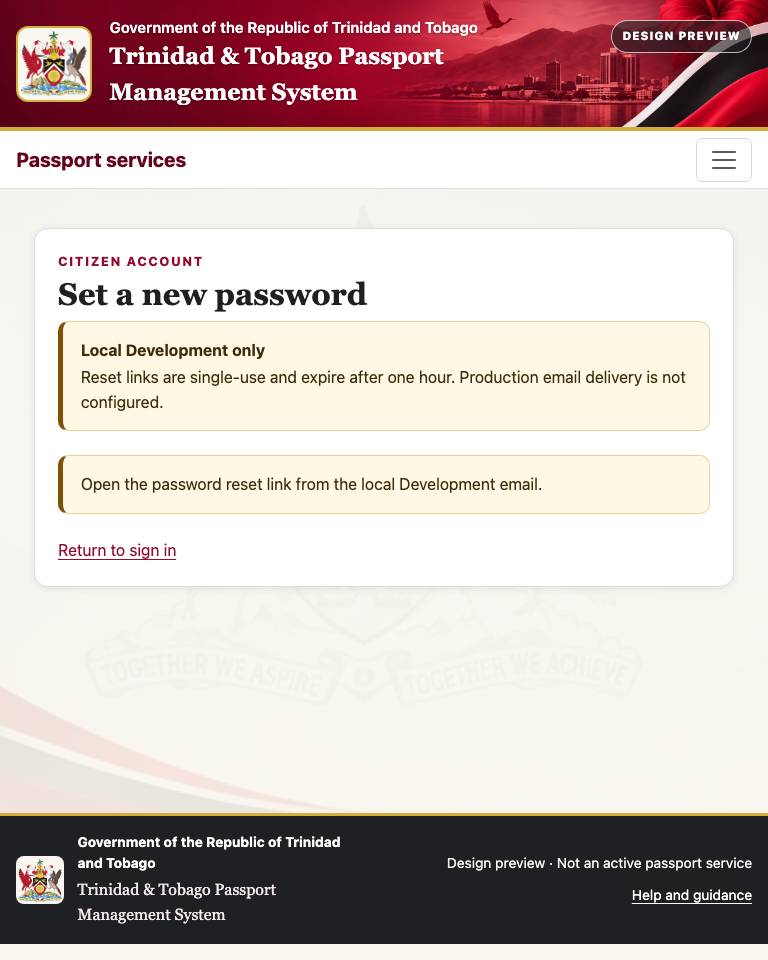 Government of the Republic of Trinidad and Tobago
Trinidad & Tobago Passport
Management System
DESIGN PREVIEW
Passport services
CITIZEN ACCOUNT
Set a new password
Local Development only
Reset links are single-use and expire after one hour. Production email delivery is not
configured.
Open the password reset link from the local Development email.
Return to sign in
TOGETHER WE ASPIRE
TOGETHER WE ACHIEVE
Government of the Republic of Trinidad
and Tobago
Trinidad & Tobago Passport
Management System
Design preview · Not an active passport service
Help and guidance